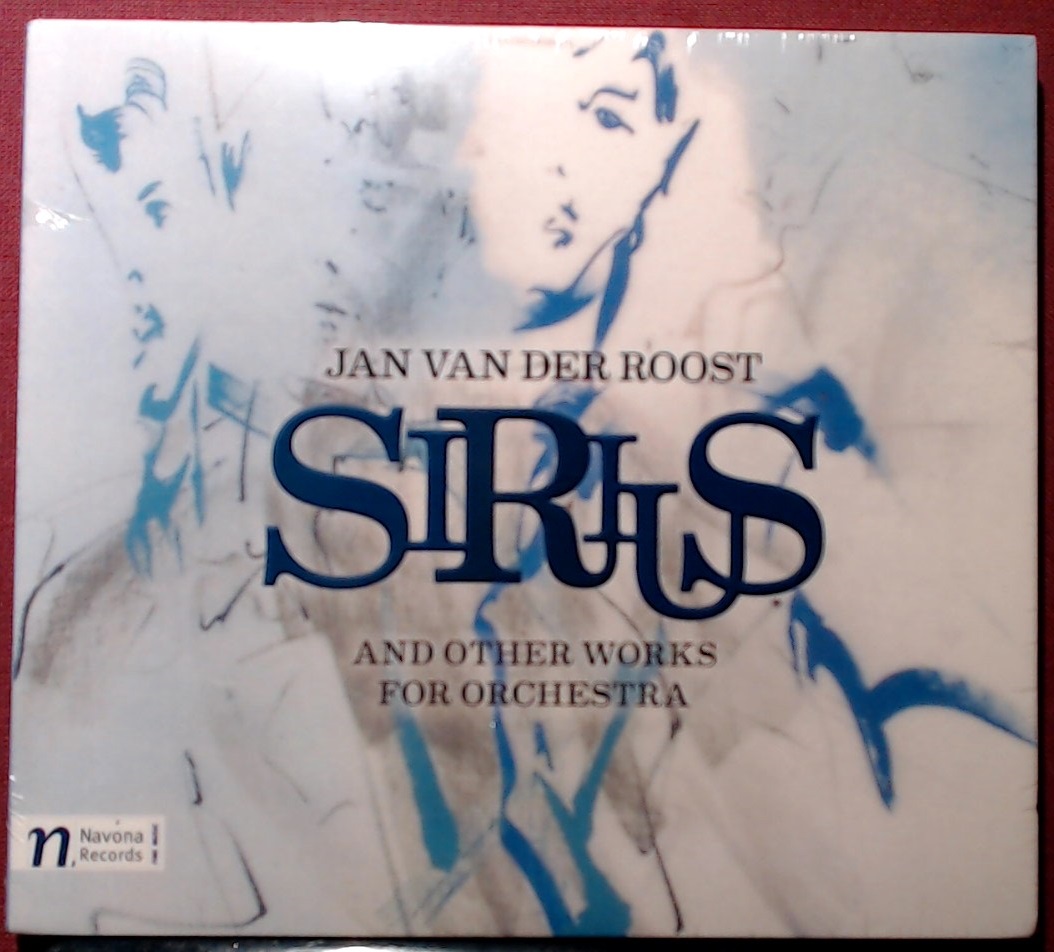 JAN VAN DER ROOST
SIRIUS
AND OTHER WORKS
FOR ORCHESTRA
n
Navona
Records